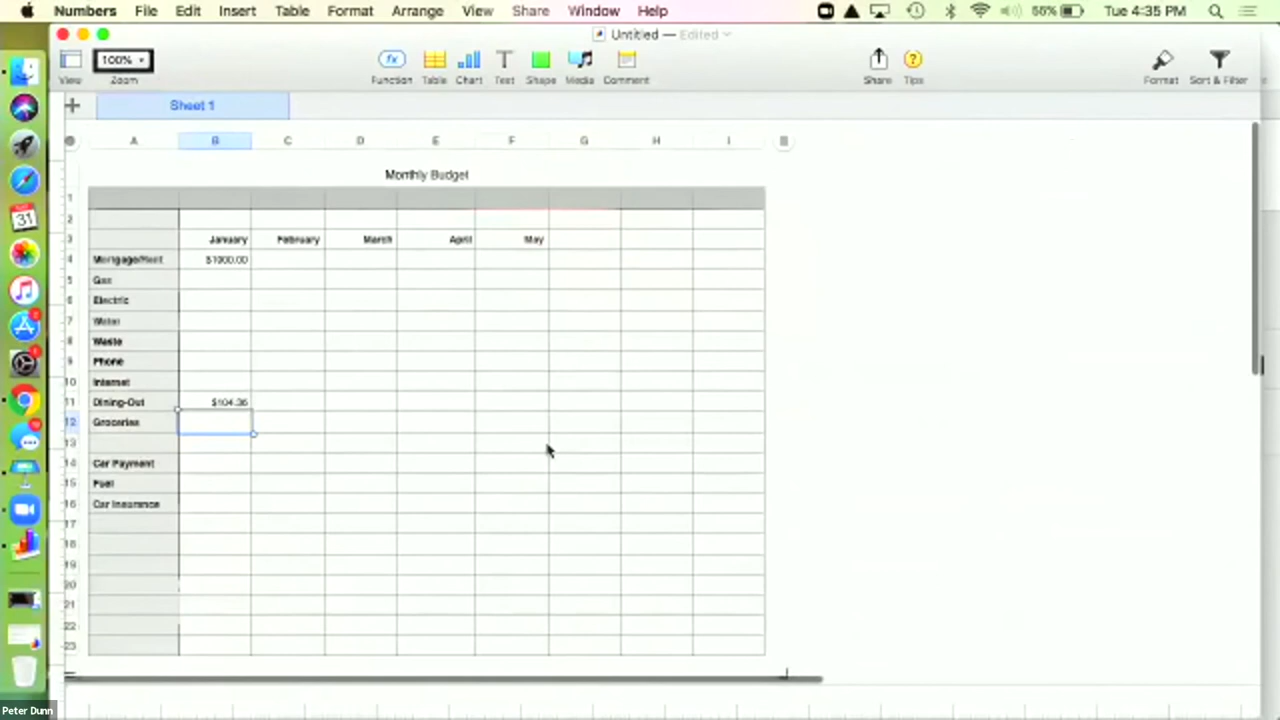 Numbers File Edit Insert Table Format Arrange View Share Window Help 56% Tue 4:35 PM
Untitled — Edited
100%
View Zoom Function Table Chart Text Shape Media Comment Share Tips Format Sort & Filter
Sheet 1
A B C D E F G H I
Monthly Budget
1
2
3 January February March April May
4 Mortgage/Rent $1000.00
5 Gas
6 Electric
7 Water
8 Waste
9 Phone
10 Internet
11 Dining-Out $104.36
12 Groceries
13
14 Car Payment
15 Fuel
16 Car Insurance
17
18
19
20
21
22
23
Peter Dunn